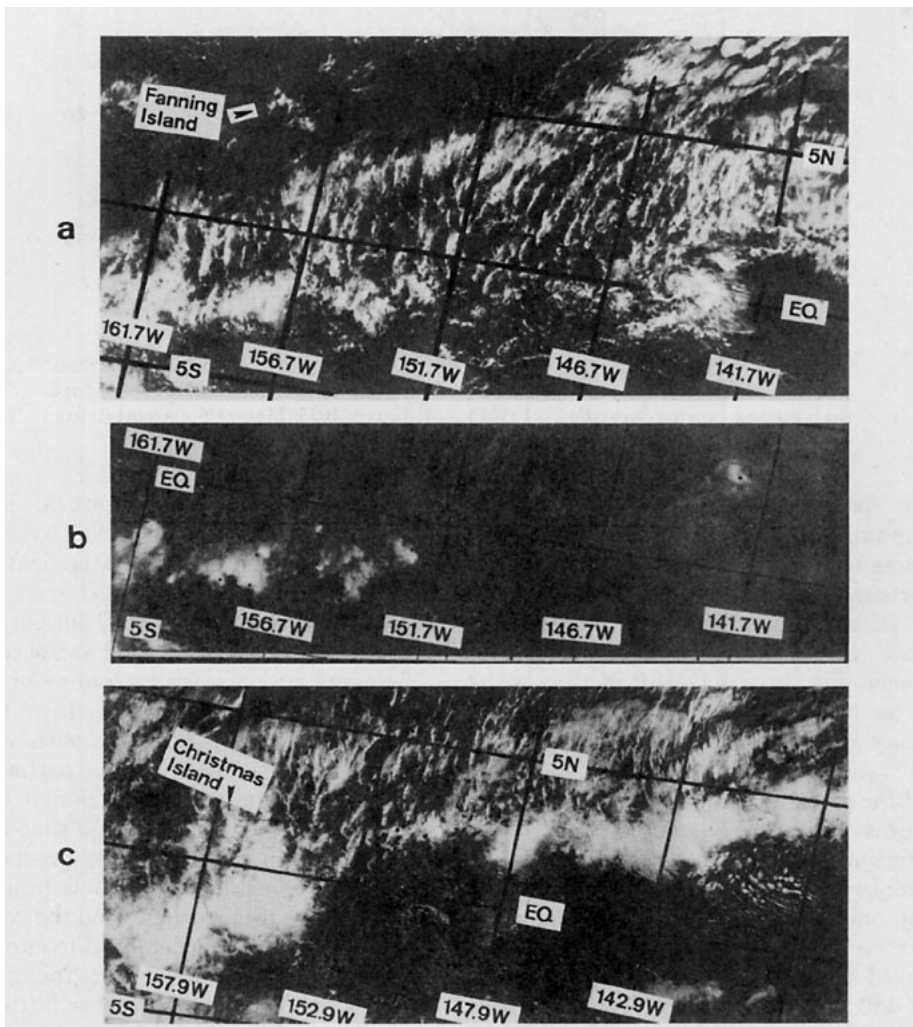 a
Fanning
Island
5N
EQ
161.7W
5S
156.7W
151.7W
146.7W
141.7W
b
161.7W
EQ
5S
156.7W
151.7W
146.7W
141.7W
c
Christmas
Island
5N
EQ
157.9W
5S
152.9W
147.9W
142.9W